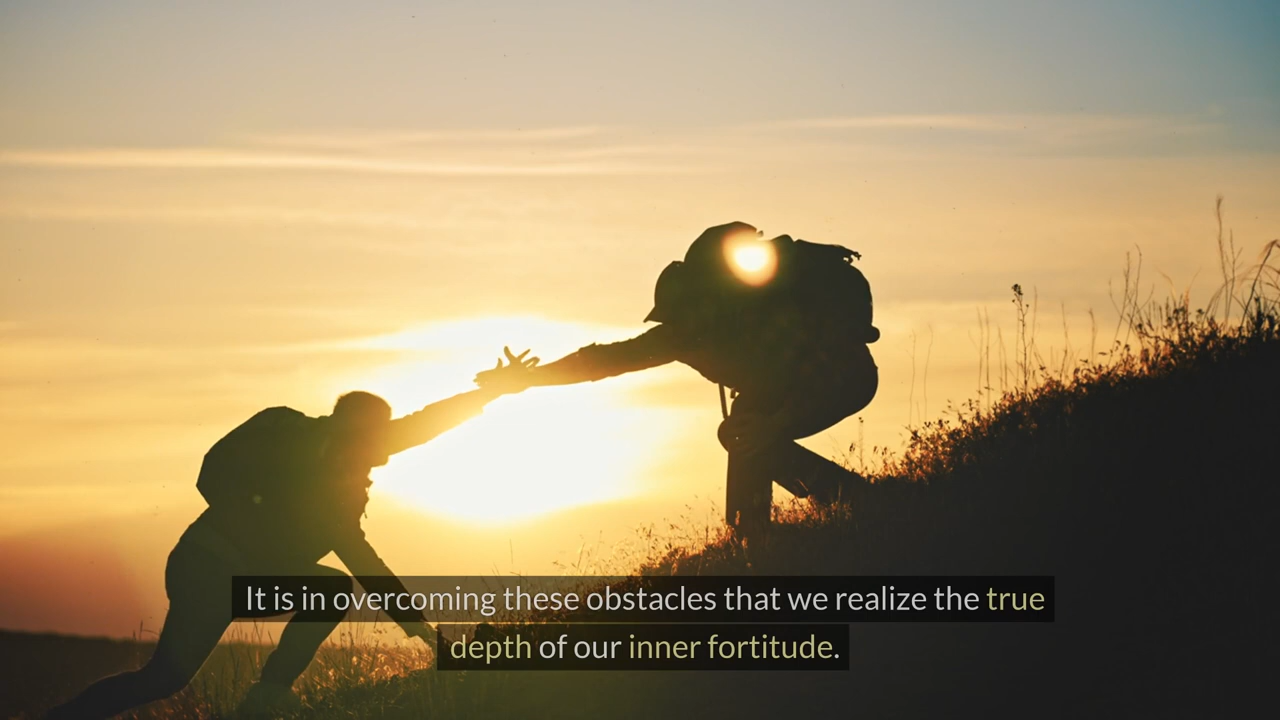 It is in overcoming these obstacles that we realize the true
depth of our inner fortitude.